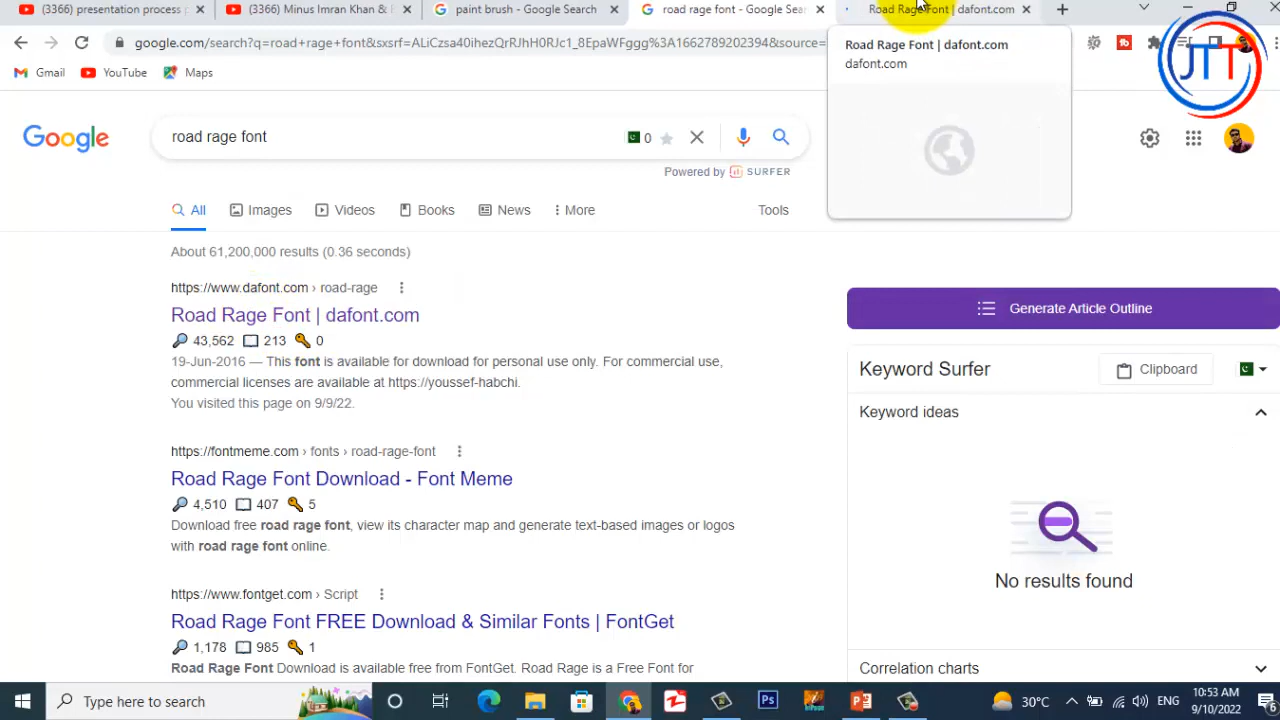 (3366) presentation process p
(3366) Minus Imran Khan & E
paint brush - Google Search
road rage font - Google Sear
Road Rage Font | dafont.com
google.com/search?q=road+rage+font&sxsrf=ALiCzsa40ihezQrRJhIhRJRJc1_8EpaWFggg%3A1662789202394&source=
Gmail
YouTube
Maps
Road Rage Font | dafont.com
dafont.com
JTT
Google
road rage font
0
Powered by SURFER
All
Images
Videos
Books
News
More
Tools
About 61,200,000 results (0.36 seconds)
https://www.dafont.com › road-rage
Road Rage Font | dafont.com
43,562 213 0
19-Jun-2016 — This font is available for download for personal use only. For commercial use,
commercial licenses are available at https://youssef-habchi.
You visited this page on 9/9/22.
https://fontmeme.com › fonts › road-rage-font
Road Rage Font Download - Font Meme
4,510 407 5
Download free road rage font, view its character map and generate text-based images or logos
with road rage font online.
https://www.fontget.com › Script
Road Rage Font FREE Download & Similar Fonts | FontGet
1,178 985 1
Road Rage Font Download is available free from FontGet. Road Rage is a Free Font for
Generate Article Outline
Keyword Surfer
Clipboard
Keyword ideas
No results found
Correlation charts
Type here to search
Ps
30°C
ENG
10:53 AM
9/10/2022
6